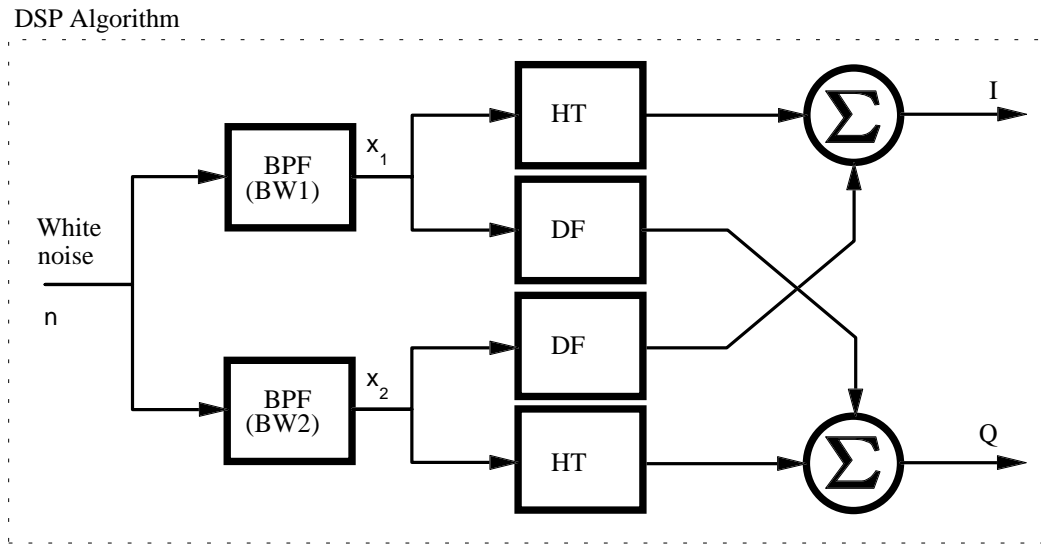 DSP Algorithm
White
noise
n
BPF
(BW1)
x1
HT
DF
Σ
I
BPF
(BW2)
x2
DF
HT
Σ
Q